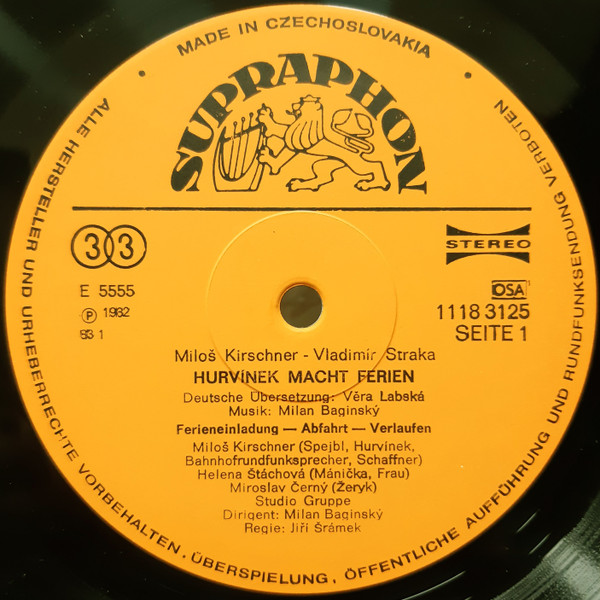 MADE IN CZECHOSLOVAKIA
SUPRAPHON
33
STEREO
E 5555
OSA
℗ 1982
1118 3125
83 1
SEITE 1
Miloš Kirschner - Vladimír Straka
HURVÍNEK MACHT FERIEN
Deutsche Übersetzung: Věra Labská
Musik: Milan Baginský
Ferieneinladung — Abfahrt — Verlaufen
Miloš Kirschner (Spejbl, Hurvínek,
Bahnhofrundfunksprecher, Schaffner)
Helena Štáchová (Mánička, Frau)
Miroslav Černý (Žeryk)
Studio Gruppe
Dirigent: Milan Baginský
Regie: Jiří Šrámek
ALLE HERSTELLER UND URHEBERRECHTE VORBEHALTEN. ÜBERSPIELUNG, ÖFFENTLICHE AUFFÜHRUNG UND RUNDFUNKSENDUNG VERBOTEN